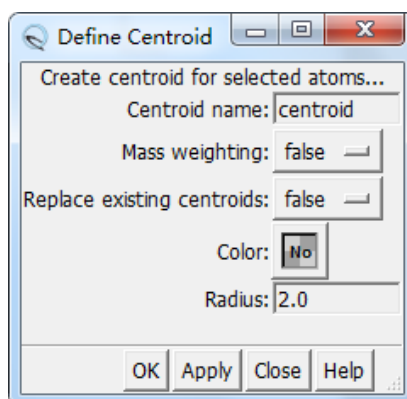 Define Centroid
Create centroid for selected atoms...
Centroid name: centroid
Mass weighting: false
Replace existing centroids: false
Color: No
Radius: 2.0
OK Apply Close Help